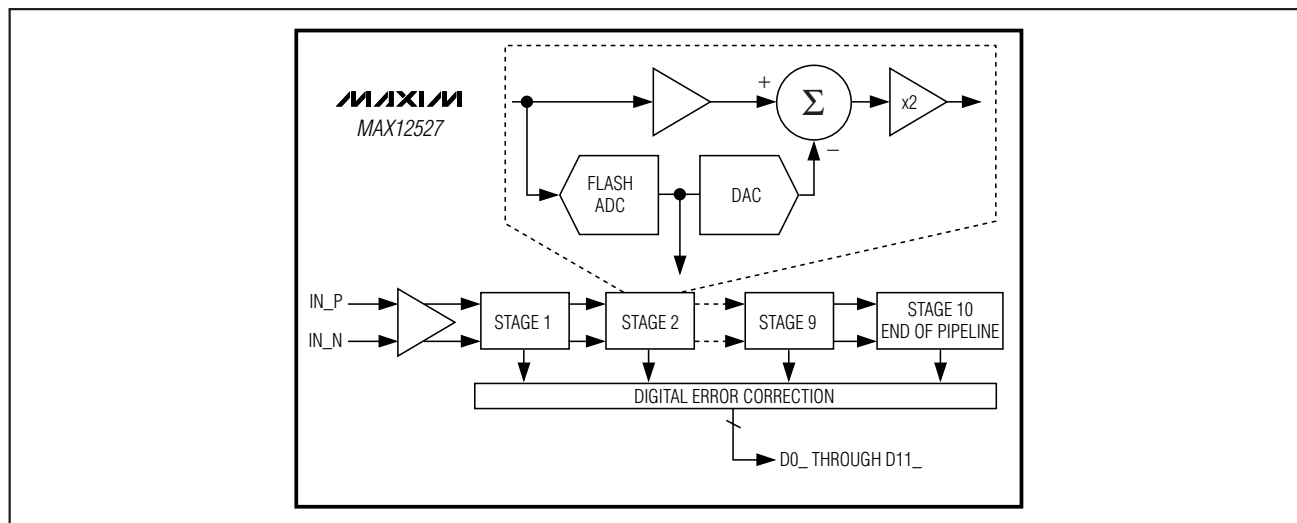 MAXIM
MAX12527
+
Σ
−
x2
FLASH
ADC
DAC
IN_P
IN_N
STAGE 1
STAGE 2
STAGE 9
STAGE 10
END OF PIPELINE
DIGITAL ERROR CORRECTION
D0_ THROUGH D11_